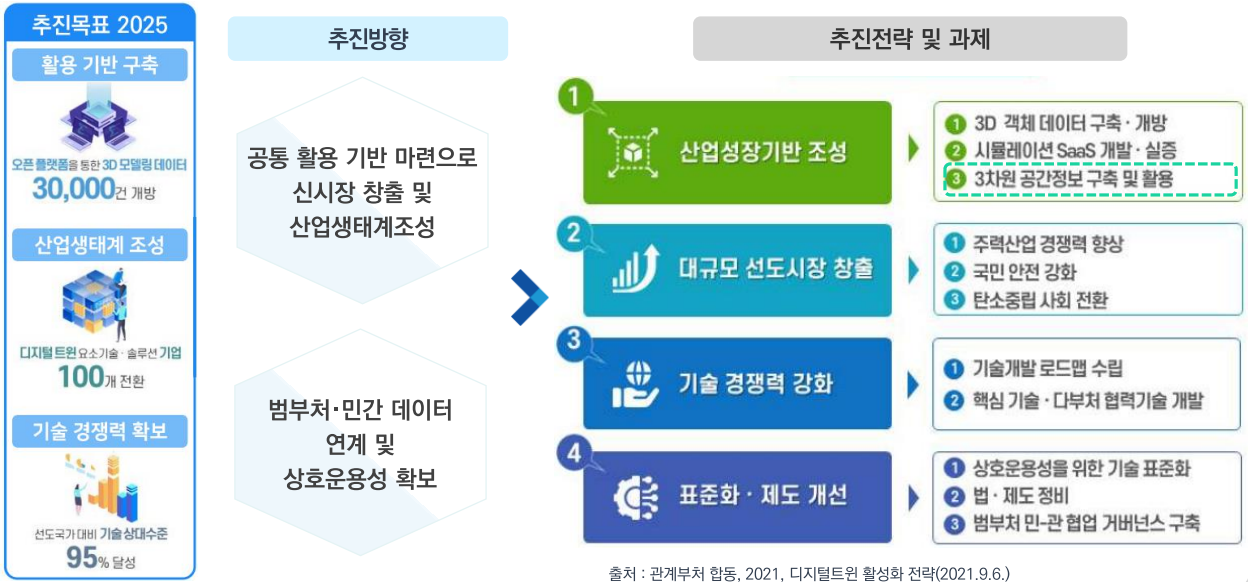 추진목표 2025
활용 기반 구축
오픈 플랫폼을 통한 3D 모델링 데이터
30,000건 개방
산업생태계 조성
디지털트윈 요소기술·솔루션 기업
100개 전환
기술 경쟁력 확보
선도국가 대비 기술 상대수준
95% 달성
추진방향
공통 활용 기반 마련으로
신시장 창출 및
산업생태계조성
범부처·민간 데이터
연계 및
상호운용성 확보
추진전략 및 과제
1
산업성장기반 조성
1 3D 객체 데이터 구축·개방
2 시뮬레이션 SaaS 개발·실증
3 3차원 공간정보 구축 및 활용
2
대규모 선도시장 창출
1 주력산업 경쟁력 향상
2 국민 안전 강화
3 탄소중립 사회 전환
3
기술 경쟁력 강화
1 기술개발 로드맵 수립
2 핵심 기술·다부처 협력기술 개발
4
표준화·제도 개선
1 상호운용성을 위한 기술 표준화
2 법·제도 정비
3 범부처 민-관 협업 거버넌스 구축
출처 : 관계부처 합동, 2021, 디지털트윈 활성화 전략(2021.9.6.)